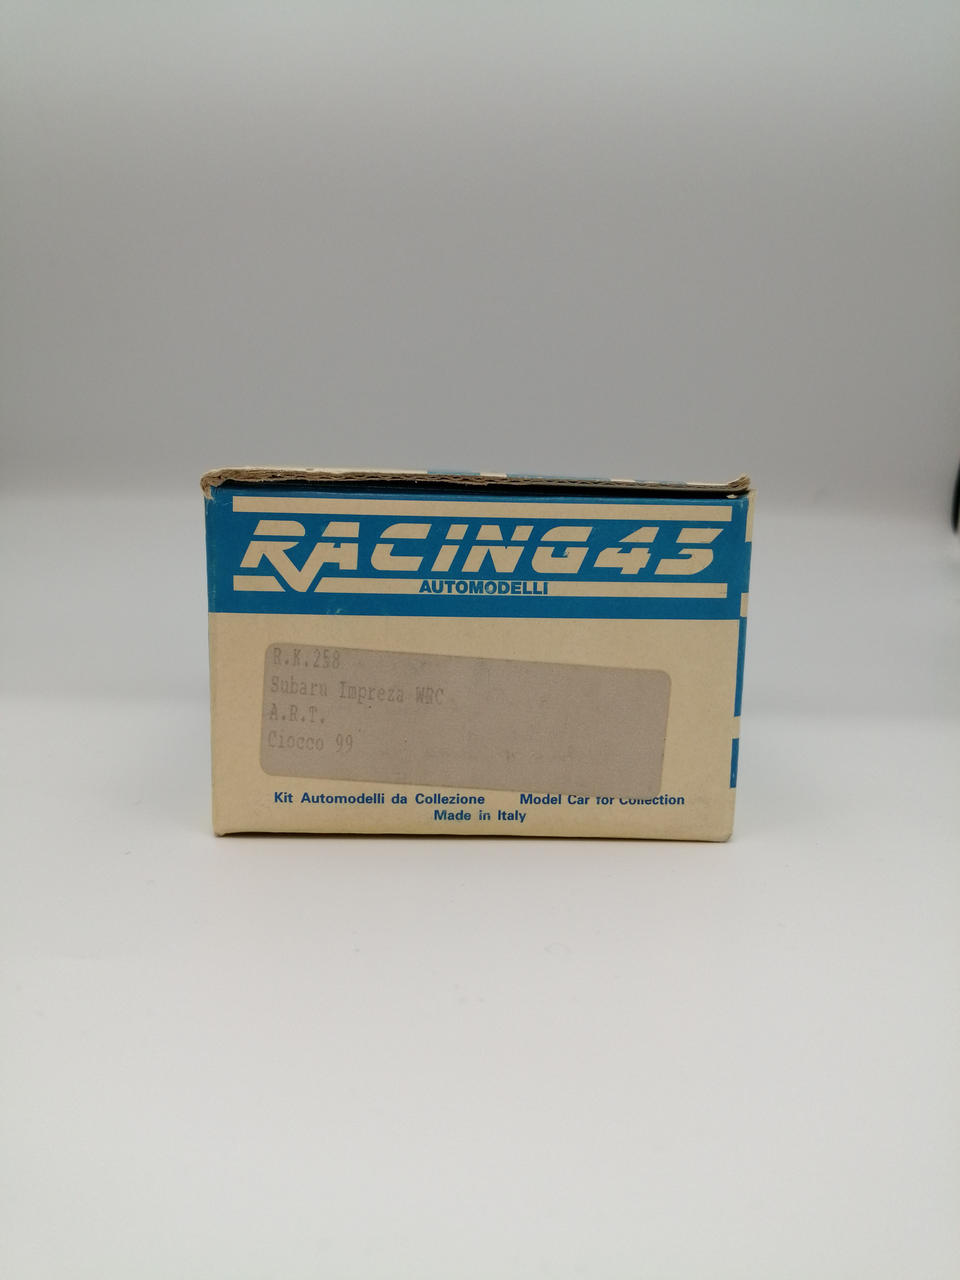 RACING43
AUTOMODELLI
R.K.258
Subaru Impreza WRC
A.R.T.
Ciocco 99
Kit Automodelli da Collezione Model Car for Collection
Made in Italy